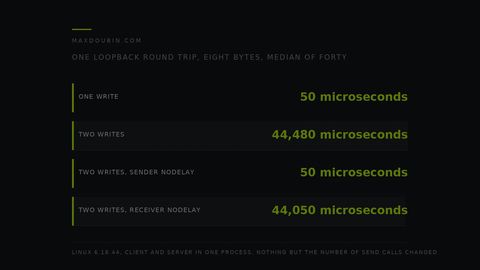 MAXDOURIN.COM
ONE LOOPBACK ROUND TRIP, EIGHT BYTES, MEDIAN OF FORTY
ONE WRITE 50 microseconds
TWO WRITES 44,480 microseconds
TWO WRITES, SENDER NODELAY 50 microseconds
TWO WRITES, RECEIVER NODELAY 44,050 microseconds
LINUX 6.18.44, CLIENT AND SERVER IN ONE PROCESS, NOTHING BUT THE NUMBER OF SEND CALLS CHANGED